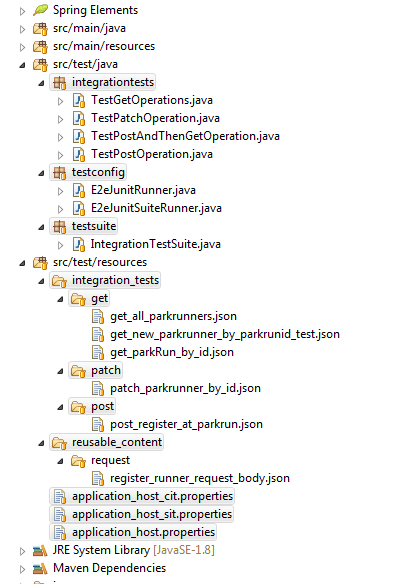 Spring Elements
src/main/java
src/main/resources
src/test/java
integrationtests
TestGetOperations.java
TestPatchOperation.java
TestPostAndThenGetOperation.java
TestPostOperation.java
testconfig
E2eJunitRunner.java
E2eJunitSuiteRunner.java
testsuite
IntegrationTestSuite.java
src/test/resources
integration_tests
get
get_all_parkrunners.json
get_new_parkrunner_by_parkrunid_test.json
get_parkRun_by_id.json
patch
patch_parkrunner_by_id.json
post
post_register_at_parkrun.json
reusable_content
request
register_runner_request_body.json
application_host_cit.properties
application_host_sit.properties
application_host.properties
JRE System Library [JavaSE-1.8]
Maven Dependencies